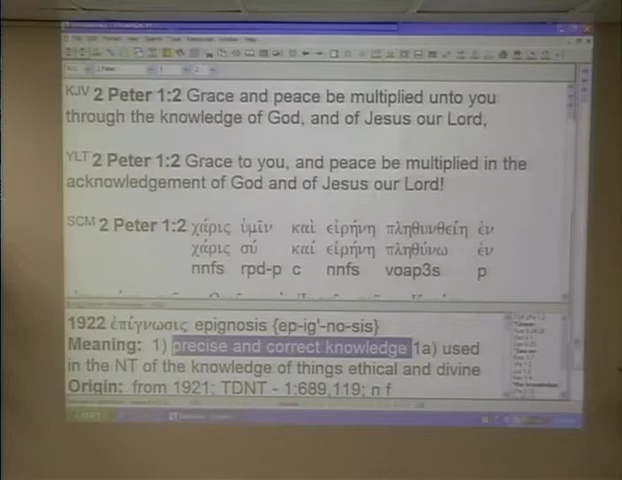 KJV 2 Peter 1:2 Grace and peace be multiplied unto you
through the knowledge of God, and of Jesus our Lord,
YLT 2 Peter 1:2 Grace to you, and peace be multiplied in the
acknowledgement of God and of Jesus our Lord!
SCM 2 Peter 1:2 χάρις ὑμῖν καὶ εἰρήνη πληθυνθείη ἐν
χάρις σύ καί εἰρήνη πληθύνω ἐν
nnfs rpd-p c nnfs voap3s p
1922 ἐπίγνωσις epignosis {ep-ig'-no-sis}
Meaning: 1) precise and correct knowledge 1a) used
in the NT of the knowledge of things ethical and divine
Origin: from 1921; TDNT - 1:689,119; n f